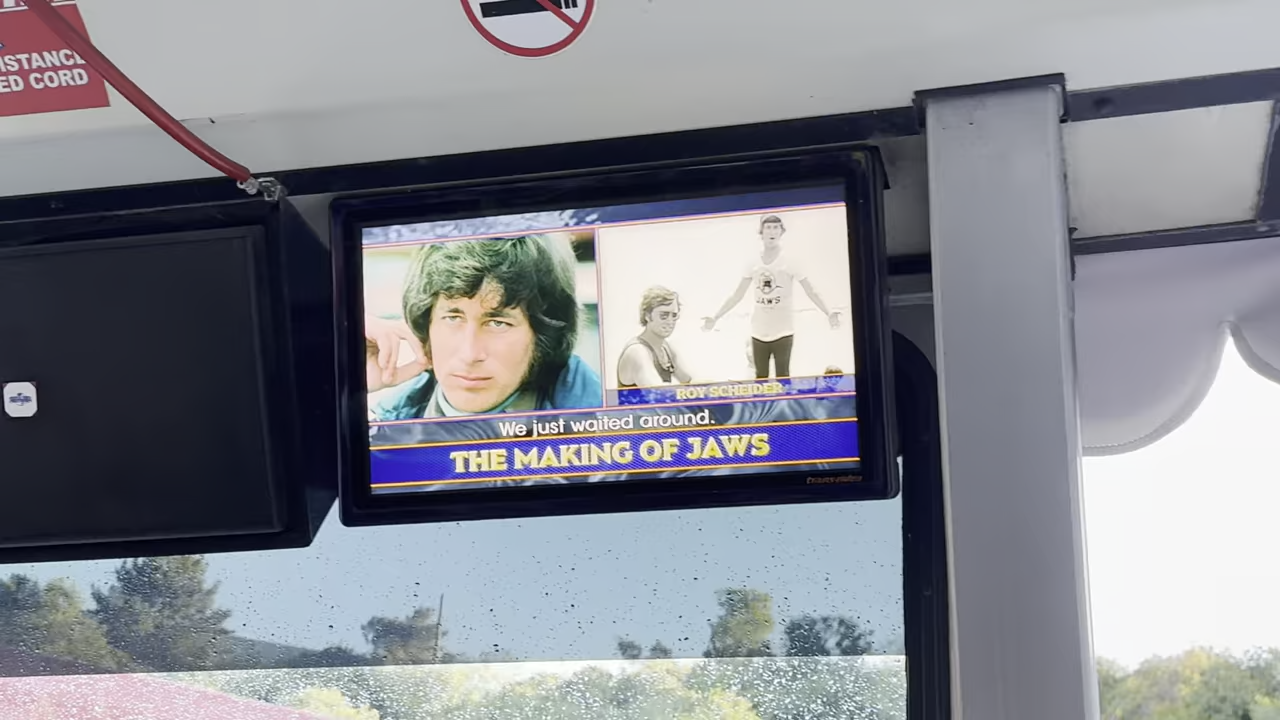 ISTANCE
ED CORD
JAWS
ROY SCHEIDER
We just waited around.
THE MAKING OF JAWS